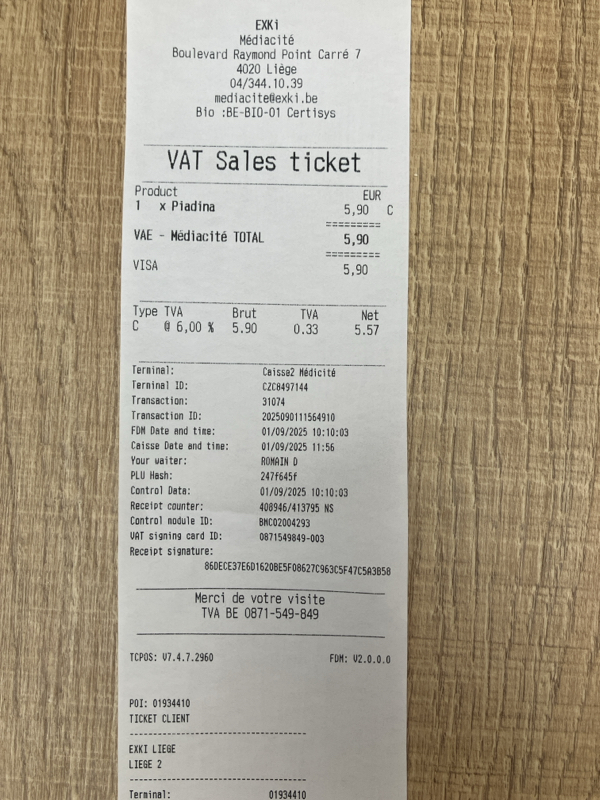 EXKi
Médiacité
Boulevard Raymond Point Carré 7
4020 Liège
04/344.10.39
mediacite@exki.be
Bio :BE-BIO-01 Certisys
VAT Sales ticket
Product EUR
1 x Piadina 5,90 C
=========
VAE - Médiacité TOTAL 5,90
=========
VISA 5,90
Type TVA Brut TVA Net
C @ 6,00 % 5.90 0.33 5.57
Terminal: Caisse2 Médicité
Terminal ID: CZC8497144
Transaction: 31074
Transaction ID: 2025090111564910
FDM Date and time: 01/09/2025 10:10:03
Caisse Date and time: 01/09/2025 11:56
Your waiter: ROMAIN D
PLU Hash: 247f645f
Control Data: 01/09/2025 10:10:03
Receipt counter: 408946/413795 NS
Control module ID: BMC02004293
VAT signing card ID: 0871549849-003
Receipt signature:
86DECE37E6D1620BE5F08627C963C5F47C5A3B58
Merci de votre visite
TVA BE 0871-549-849
TCPOS: V7.4.7.2960 FDM: V2.0.0.0
POI: 01934410
TICKET CLIENT
--------------------------------
EXKI LIEGE
LIEGE 2
--------------------------------
Terminal: 01934410